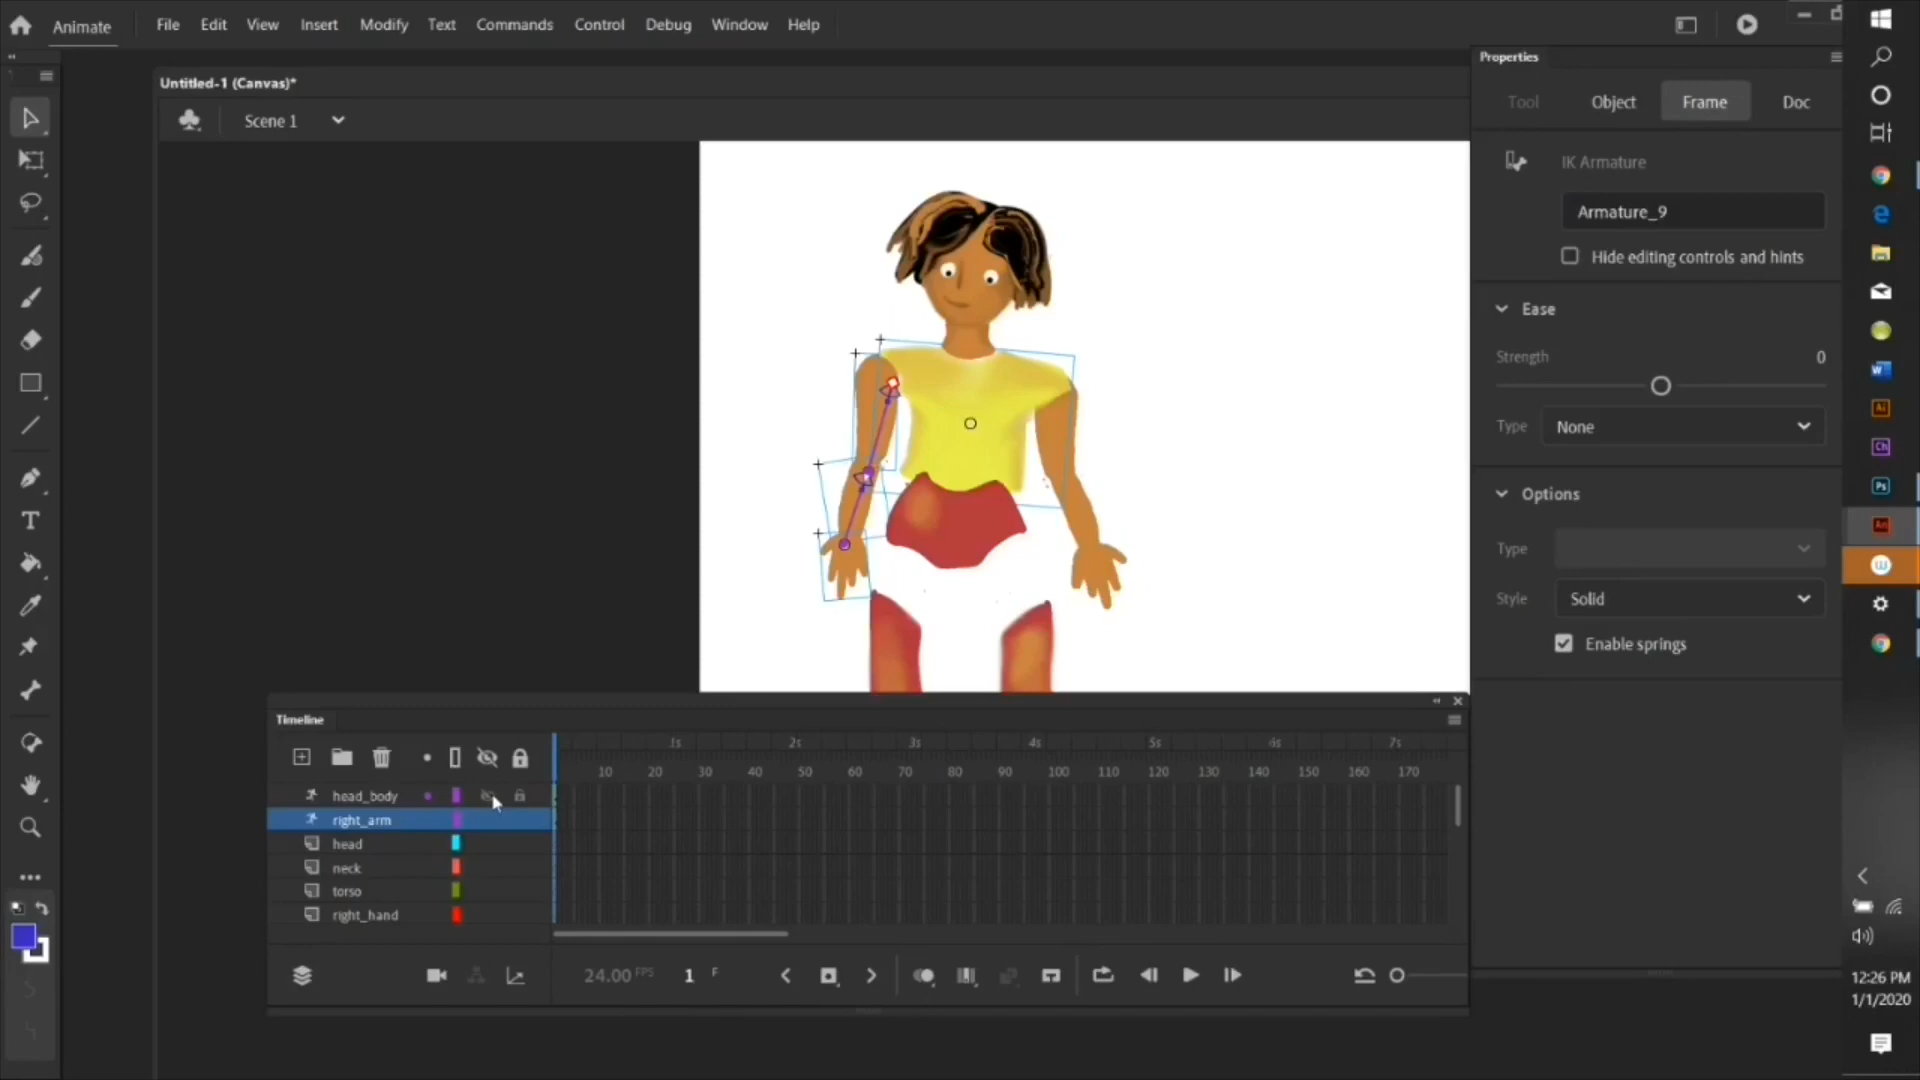 Animate File Edit View Insert Modify Text Commands Control Debug Window Help
Untitled-1 (Canvas)*
Scene 1
Properties
Tool Object Frame Doc
IK Armature
Armature_9
Hide editing controls and hints
Ease
Strength 0
Type None
Options
Type
Style Solid
Enable springs
Timeline
1s 2s 3s 4s 5s 6s 7s
10 20 30 40 50 60 70 80 90 100 110 120 130 140 150 160 170
head_body
right_arm
head
neck
torso
right_hand
24.00 FPS 1 F
T
W
Ai
Ch
Ps
An
12:26 PM
1/1/2020